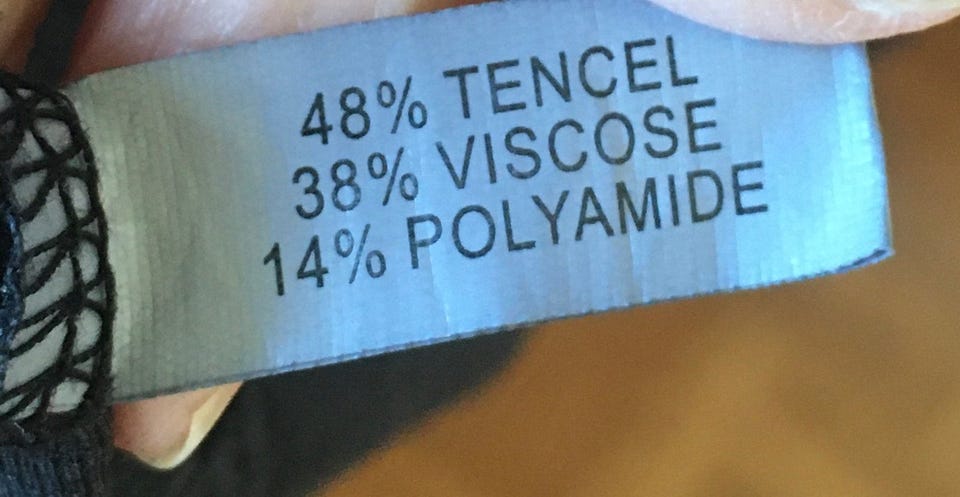 48% TENCEL
38% VISCOSE
14% POLYAMIDE